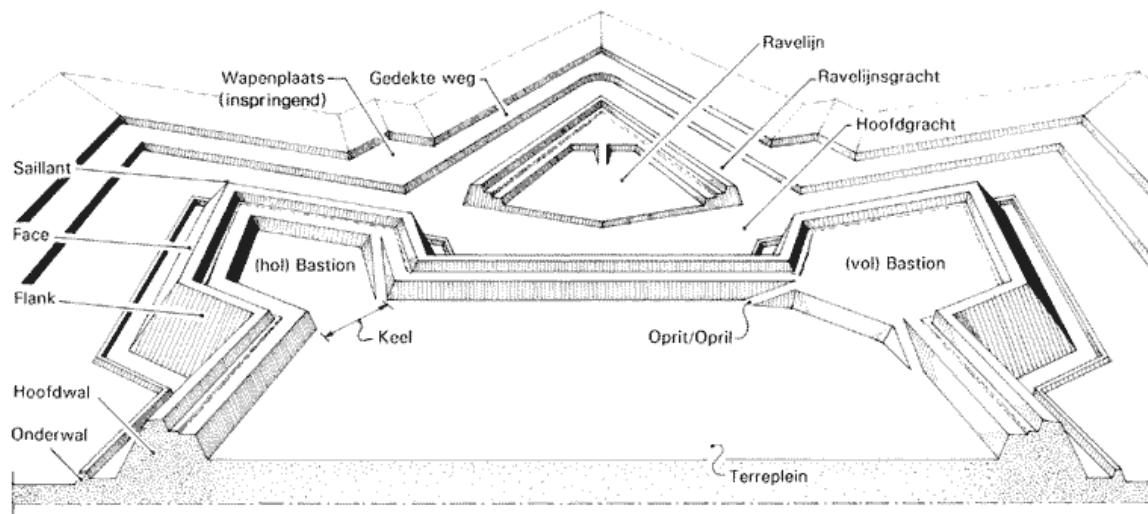 Ravelijn
Wapenplaats
(inspringend)
Gedekte weg
Ravelijnsgracht
Hoofdgracht
Saillant
Face
(hol) Bastion
(vol) Bastion
Flank
Keel
Oprit/Opril
Hoofdwal
Onderwal
Terreplein